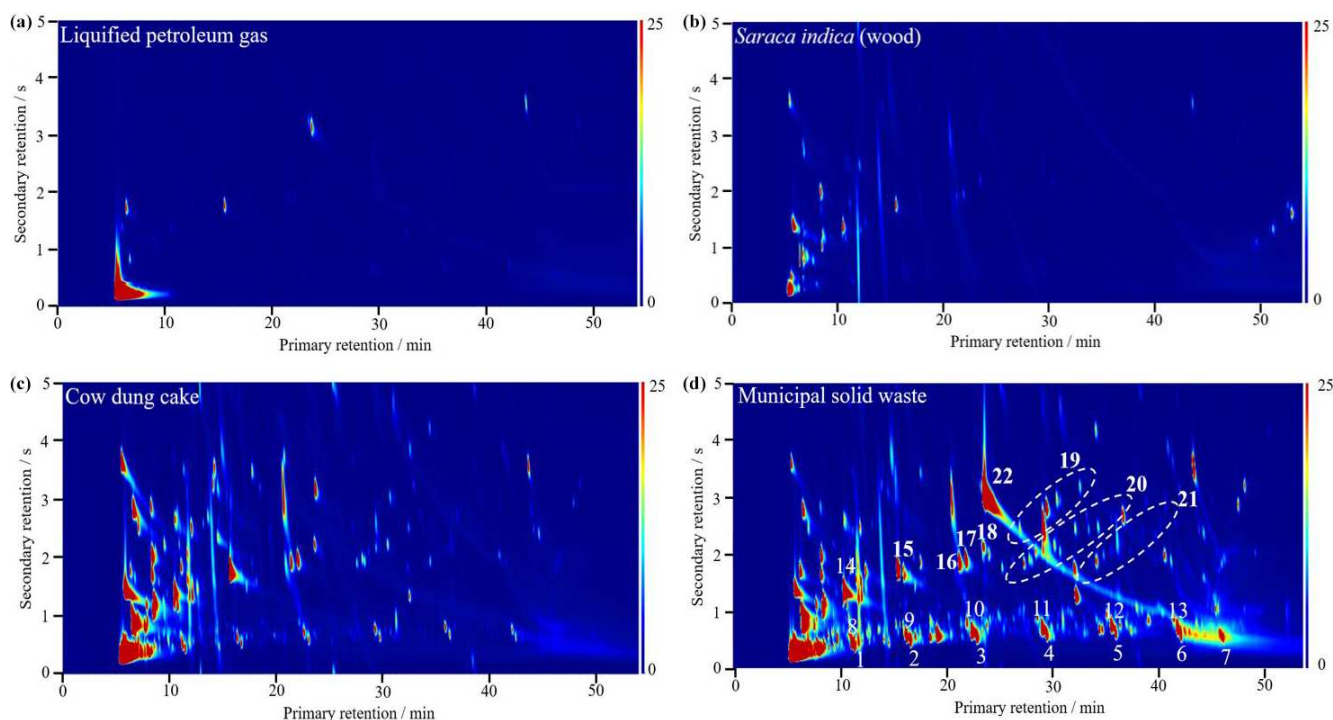 (a)
Liquified petroleum gas
25
5
4
3
2
1
0
0
Secondary retention / s
0 10 20 30 40 50
Primary retention / min
(b)
Saraca indica (wood)
25
5
4
3
2
1
0
0
Secondary retention / s
0 10 20 30 40 50
Primary retention / min
(c)
Cow dung cake
25
5
4
3
2
1
0
0
Secondary retention / s
0 10 20 30 40 50
Primary retention / min
(d)
Municipal solid waste
25
5
4
3
2
1
0
0
Secondary retention / s
22
19
20
21
18
17
16
15
14
8
9
10
11
12
13
1
2
3
4
5
6
7
0 10 20 30 40 50
Primary retention / min